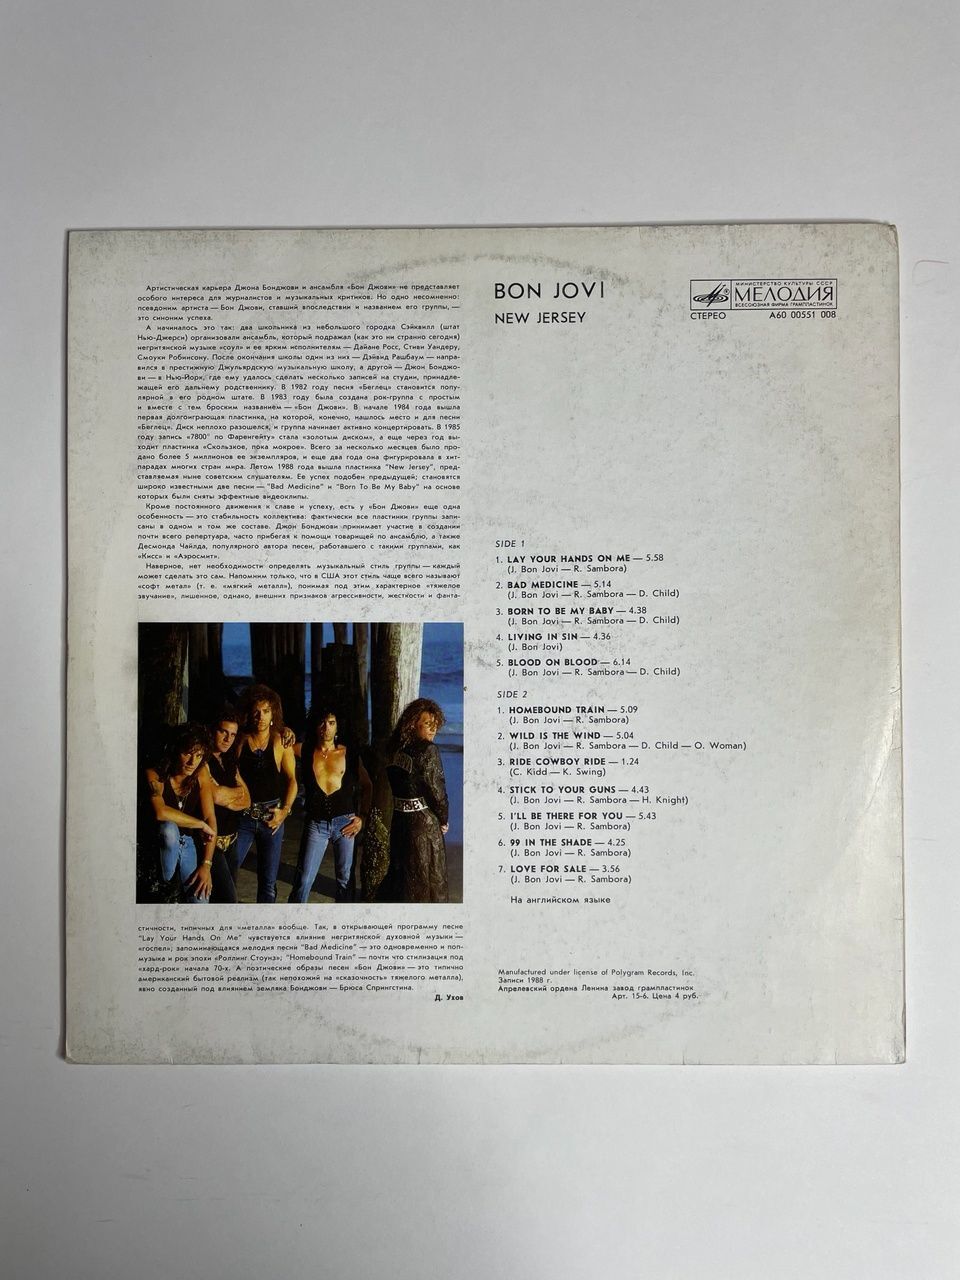 Артистическая карьера Джона Бонджови и ансамбля «Бон Джови» не представляет
особого интереса для журналистов и музыкальных критиков. Но одно несомненно:
псевдоним артиста — Бон Джови, ставший впоследствии и названием его группы, —
это синоним успеха.
А начиналось это так: два школьника из небольшого городка Сэйквилл (штат
Нью-Джерси) организовали ансамбль, который подражал (как это ни странно сегодня)
негритянской музыке «соул» и ее ярким исполнителям — Дайане Росс, Стиви Уандеру,
Смоуки Робинсону. После окончания школы один из них — Дэйвид Рашбаум — напра-
вился в престижную Джульярдскую музыкальную школу, а другой — Джон Бонджо-
ви — в Нью-Йорк, где ему удалось сделать несколько записей на студии, принадле-
жащей его дальнему родственнику. В 1982 году песня «Беглец» становится попу-
лярной в его родном штате. В 1983 году была создана рок-группа с простым
и вместе с тем броским названием — «Бон Джови». В начале 1984 года вышла
первая долгоиграющая пластинка, на которой, конечно, нашлось место и для песни
«Беглец». Диск неплохо разошелся, и группа начинает активно концертировать. В 1985
году запись «7800° по Фаренгейту» стала «золотым диском», а еще через год вы-
ходит пластинка «Скользкое, пока мокрое». Всего за несколько месяцев было про-
дано более 5 миллионов ее экземпляров, и еще два года она фигурировала в хит-
парадах многих стран мира. Летом 1988 года вышла пластинка "New Jersey", пред-
ставляемая ныне советским слушателям. Ее успех подобен предыдущей; становятся
широко известными две песни — "Bad Medicine" и "Born To Be My Baby" на основе
которых были сняты эффектные видеоклипы.
Кроме постоянного движения к славе и успеху, есть у «Бон Джови» еще одна
особенность — это стабильность коллектива: фактически все пластинки группы запи-
саны в одном и том же составе. Джон Бонджови принимает участие в создании
почти всего репертуара, часто прибегая к помощи товарищей по ансамблю, а также
Десмонда Чайлда, популярного автора песен, работавшего с такими группами, как
«Кисс» и «Аэросмит».
Наверное, нет необходимости определять музыкальный стиль группы — каждый
может сделать это сам. Напомним только, что в США этот стиль чаще всего называют
«софт метал» (т. е. «мягкий металл»), понимая под этим характерное «тяжелое
звучание», лишенное, однако, внешних признаков агрессивности, жесткости и фанта-
стичности, типичных для «металла» вообще. Так, в открывающей программу песне
"Lay Your Hands On Me" чувствуется влияние негритянской духовной музыки —
«госпел»; запоминающаяся мелодия песни "Bad Medicine" — это одновременно и поп-
музыка и рок эпохи «Роллинг Стоунз»; "Homebound Train" — почти что стилизация под
«хард-рок» начала 70-х. А поэтические образы песен «Бон Джови» — это типично
американский бытовой реализм (так непохожий на «сказочность» тяжелого металла),
явно созданный под влиянием земляка Бонджови — Брюса Спрингстина.
Д. Ухов
BON JOVI
NEW JERSEY
МИНИСТЕРСТВО КУЛЬТУРЫ СССР
МЕЛОДИЯ
ВСЕСОЮЗНАЯ ФИРМА ГРАМПЛАСТИНОК
СТЕРЕО А60 00551 008
SIDE 1
1. LAY YOUR HANDS ON ME — 5.58
(J. Bon Jovi — R. Sambora)
2. BAD MEDICINE — 5.14
(J. Bon Jovi — R. Sambora — D. Child)
3. BORN TO BE MY BABY — 4.38
(J. Bon Jovi — R. Sambora — D. Child)
4. LIVING IN SIN — 4.36
(J. Bon Jovi)
5. BLOOD ON BLOOD — 6.14
(J. Bon Jovi — R. Sambora — D. Child)
SIDE 2
1. HOMEBOUND TRAIN — 5.09
(J. Bon Jovi — R. Sambora)
2. WILD IS THE WIND — 5.04
(J. Bon Jovi — R. Sambora — D. Child — O. Woman)
3. RIDE COWBOY RIDE — 1.24
(C. Kidd — K. Swing)
4. STICK TO YOUR GUNS — 4.43
(J. Bon Jovi — R. Sambora — H. Knight)
5. I'LL BE THERE FOR YOU — 5.43
(J. Bon Jovi — R. Sambora)
6. 99 IN THE SHADE — 4.25
(J. Bon Jovi — R. Sambora)
7. LOVE FOR SALE — 3.56
(J. Bon Jovi — R. Sambora)
На английском языке
Manufactured under license of Polygram Records, Inc.
Записи 1988 г.
Апрелевский ордена Ленина завод грампластинок
Арт. 15-6. Цена 4 руб.